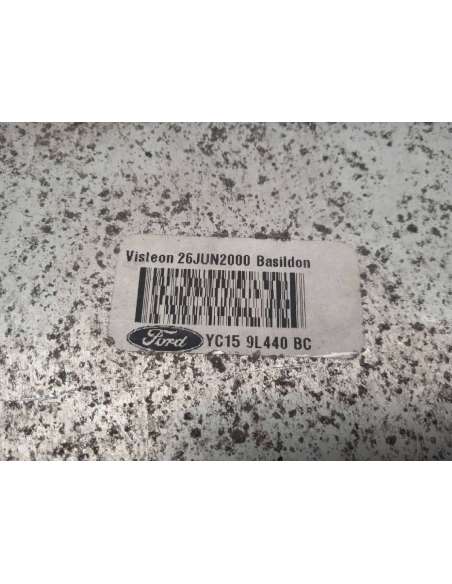 Visteon 26JUN2000 Basildon
Ford YC15 9L440 BC